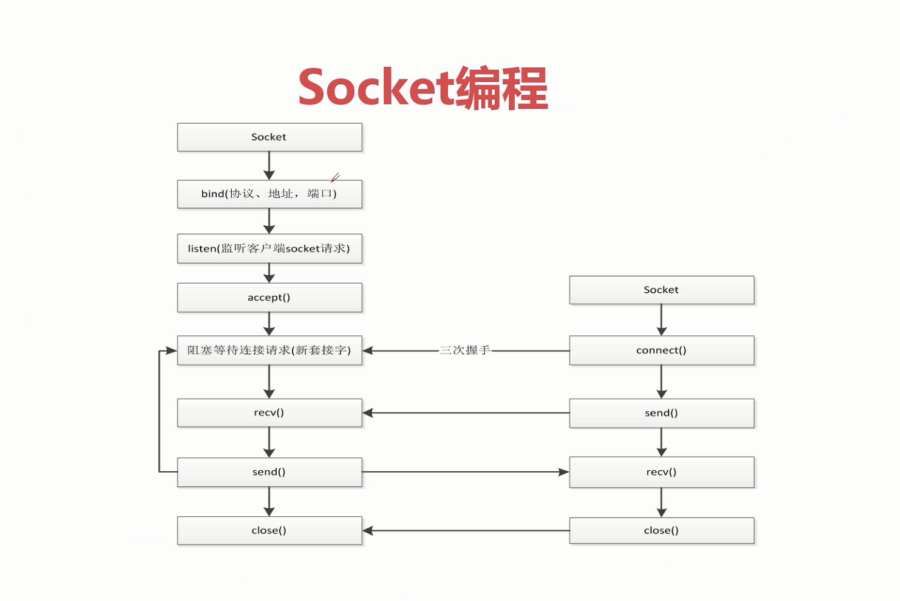 Socket编程
Socket
bind(协议、地址，端口)
listen(监听客户端socket请求)
accept()
阻塞等待连接请求(新套接字)
recv()
send()
close()
三次握手
Socket
connect()
send()
recv()
close()